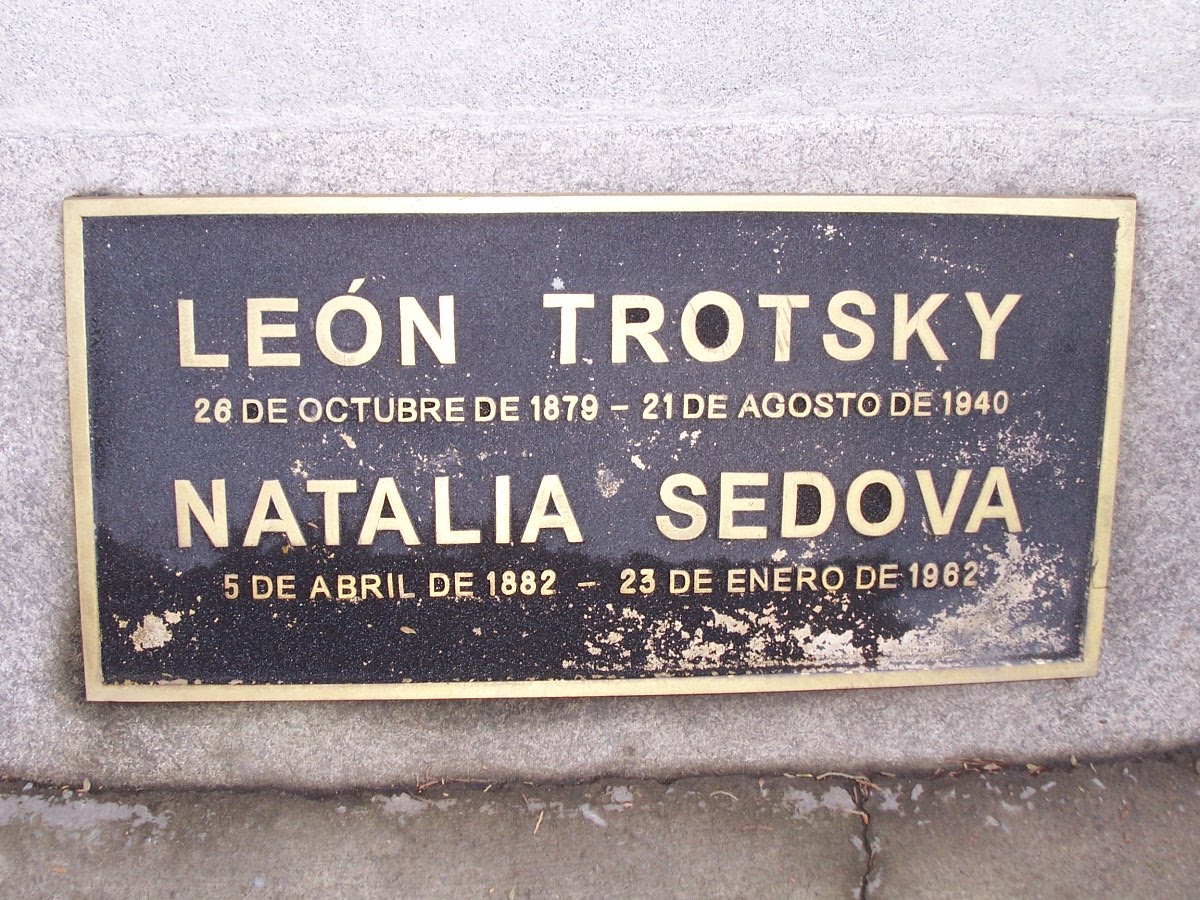 LEÓN TROTSKY
26 DE OCTUBRE DE 1879 – 21 DE AGOSTO DE 1940
NATALIA SEDOVA
5 DE ABRIL DE 1882 – 23 DE ENERO DE 1962